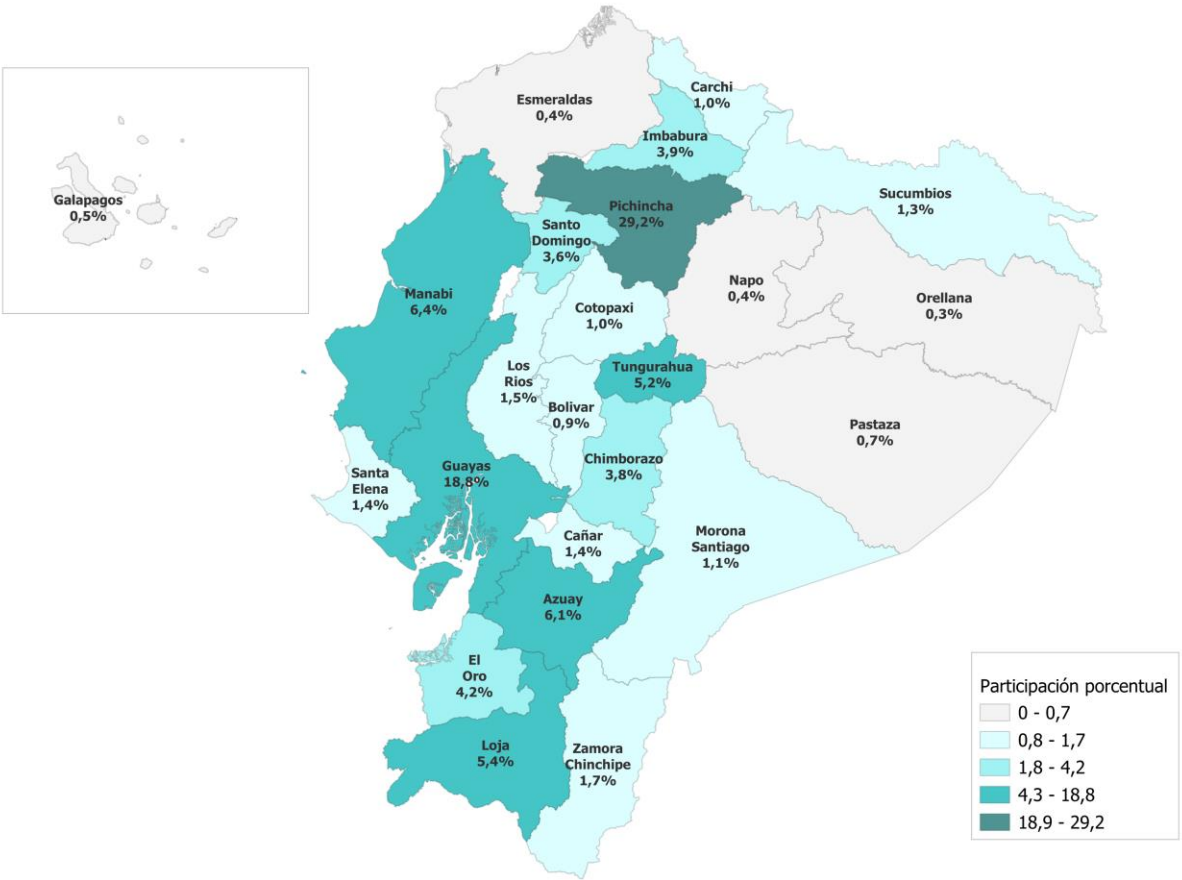 Esmeraldas
0,4%
Carchi
1,0%
Imbabura
3,9%
Galapagos
0,5%
Pichincha
29,2%
Sucumbios
1,3%
Santo
Domingo
3,6%
Manabi
6,4%
Napo
0,4%
Orellana
0,3%
Cotopaxi
1,0%
Los
Rios
1,5%
Tungurahua
5,2%
Bolivar
0,9%
Pastaza
0,7%
Santa
Elena
1,4%
Guayas
18,8%
Chimborazo
3,8%
Cañar
1,4%
Morona
Santiago
1,1%
Azuay
6,1%
El
Oro
4,2%
Loja
5,4%
Zamora
Chinchipe
1,7%
Participación porcentual
0 - 0,7
0,8 - 1,7
1,8 - 4,2
4,3 - 18,8
18,9 - 29,2